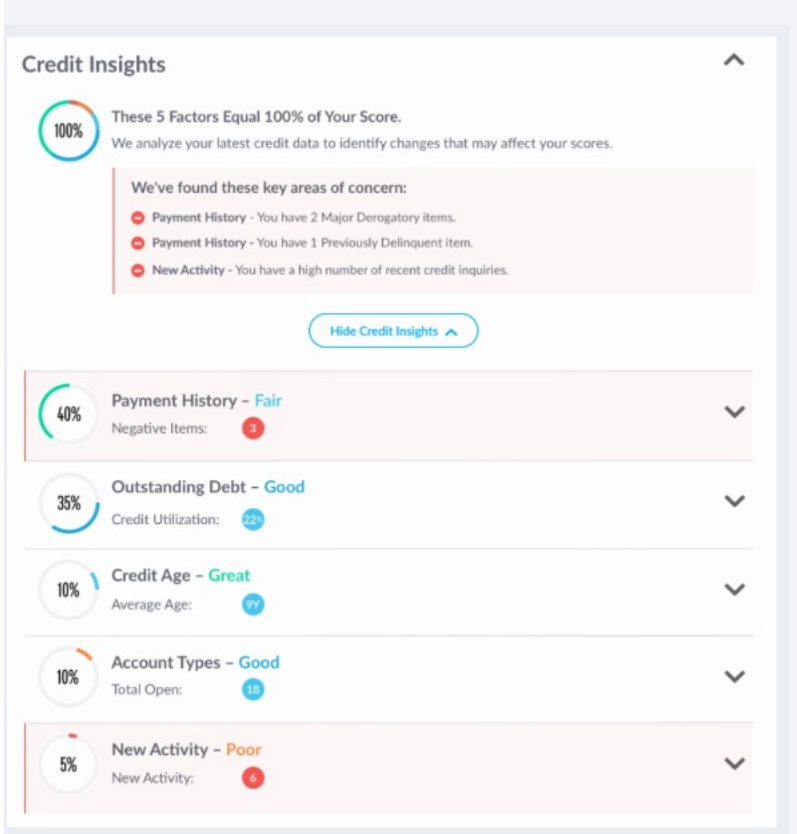 Credit Insights
100%
These 5 Factors Equal 100% of Your Score.
We analyze your latest credit data to identify changes that may affect your scores.
We've found these key areas of concern:
Payment History - You have 2 Major Derogatory items.
Payment History - You have 1 Previously Delinquent item.
New Activity - You have a high number of recent credit inquiries.
Hide Credit Insights
40%
Payment History – Fair
Negative Items: 3
35%
Outstanding Debt – Good
Credit Utilization: 22%
10%
Credit Age – Great
Average Age: 9Y
10%
Account Types – Good
Total Open: 18
5%
New Activity – Poor
New Activity: 6